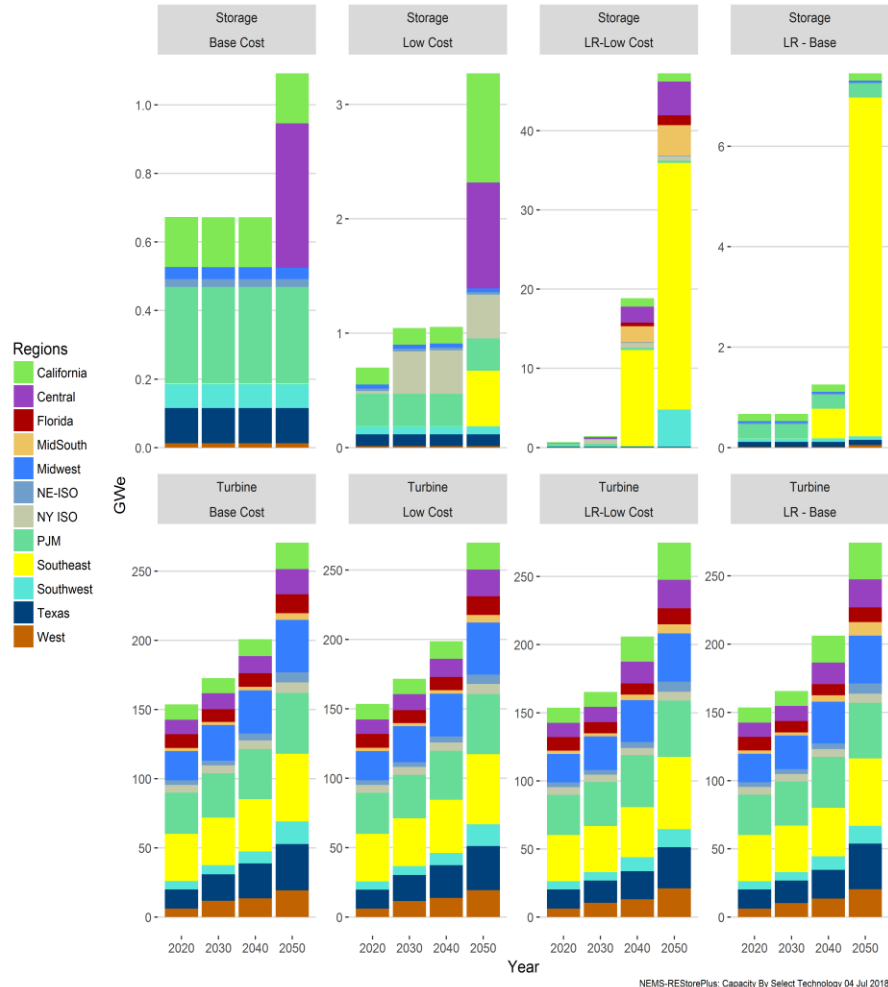 Storage
Base Cost
Storage
Low Cost
Storage
LR-Low Cost
Storage
LR - Base
1.0
0.8
0.6
0.4
0.2
0.0
3
2
1
0
40
30
20
10
0
6
4
2
0
Regions
California
Central
Florida
MidSouth
Midwest
NE-ISO
NY ISO
PJM
Southeast
Southwest
Texas
West
GWe
Turbine
Base Cost
Turbine
Low Cost
Turbine
LR-Low Cost
Turbine
LR - Base
250
200
150
100
50
0
250
200
150
100
50
0
250
200
150
100
50
0
250
200
150
100
50
0
2020 2030 2040 2050
2020 2030 2040 2050
2020 2030 2040 2050
2020 2030 2040 2050
Year
NEMS-REStorePlus: Capacity By Select Technology 04 Jul 2018